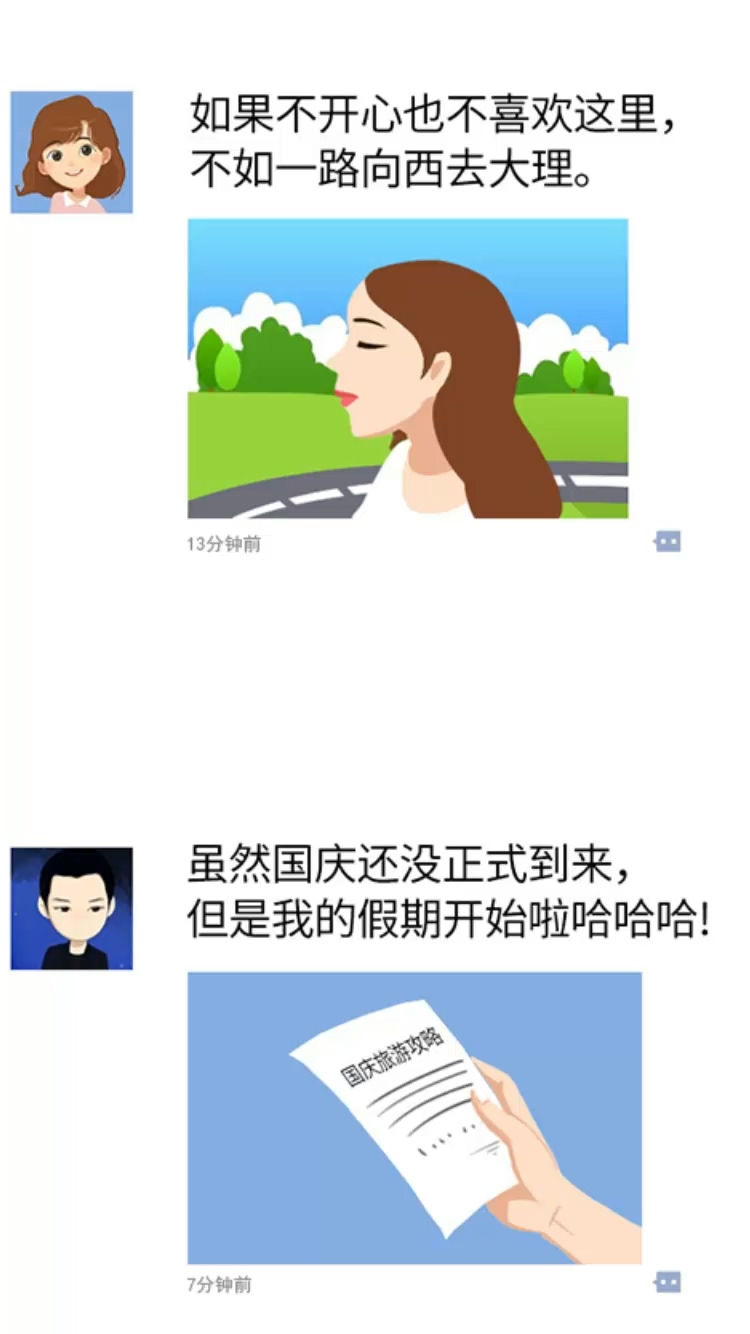 如果不开心也不喜欢这里，
不如一路向西去大理。
13分钟前
虽然国庆还没正式到来，
但是我的假期开始啦哈哈哈!
国庆旅游攻略
7分钟前